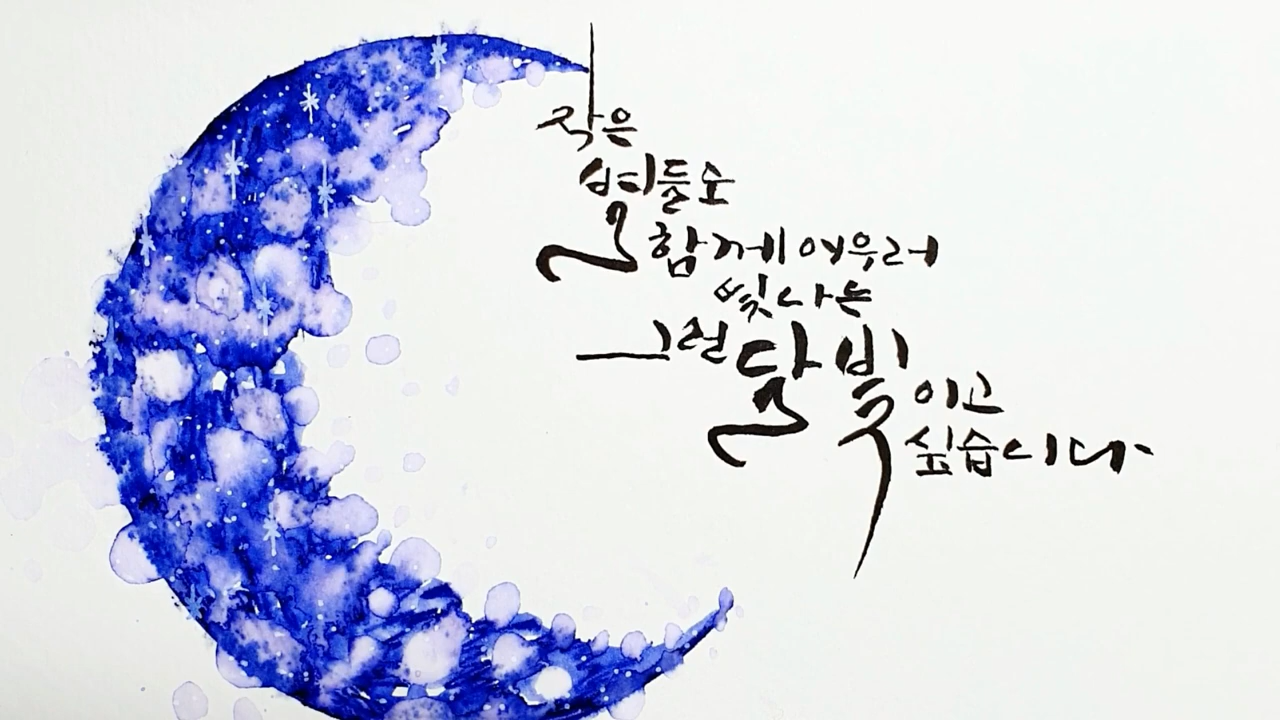 작은
별들도
함께 어우러
빛나는
그런 달빛이고
싶습니다